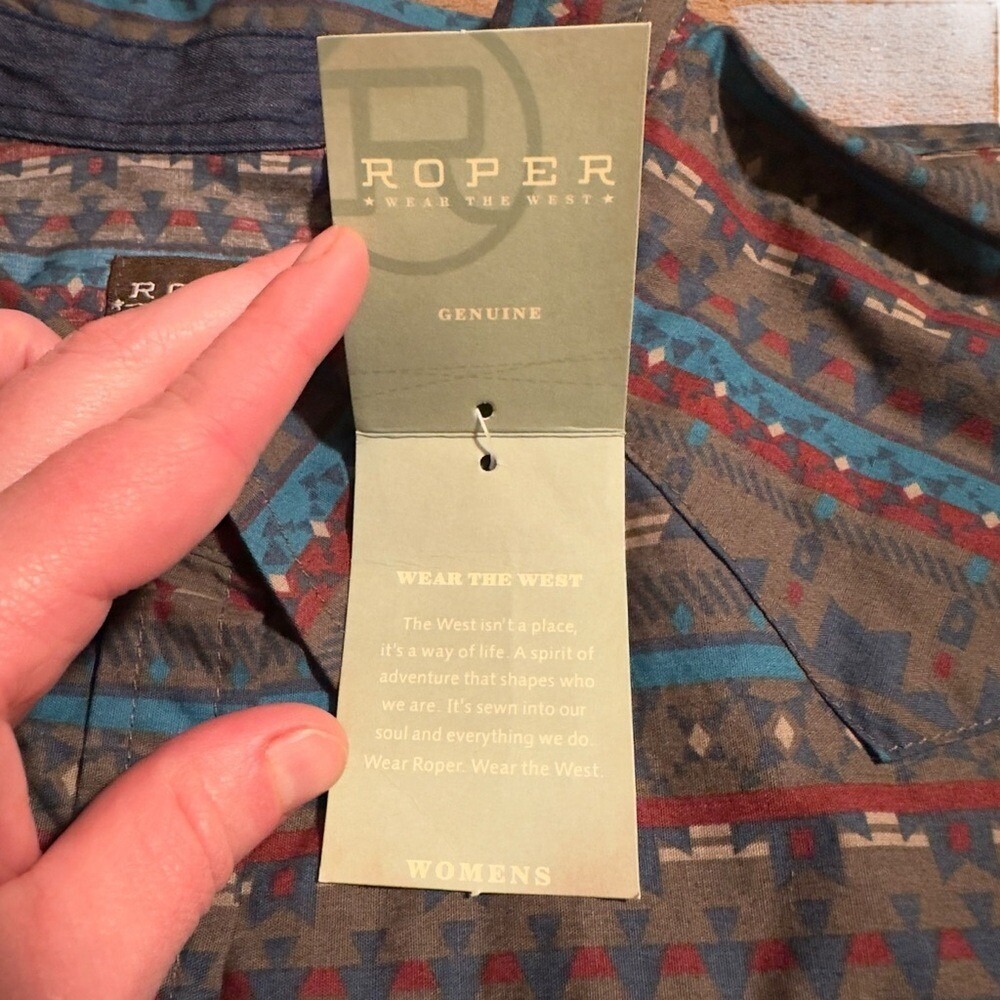 ROPER
★ WEAR THE WEST ★
GENUINE
WEAR THE WEST
The West isn't a place,
it's a way of life. A spirit of
adventure that shapes who
we are. It's sewn into our
soul and everything we do.
Wear Roper. Wear the West.
WOMENS